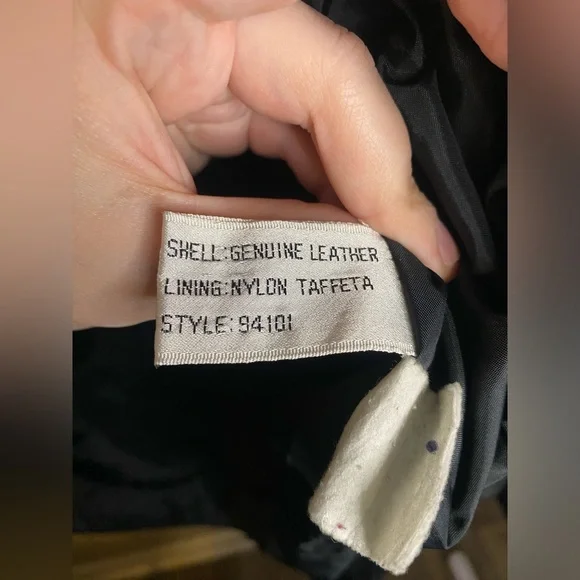 SHELL:GENUINE LEATHER
LINING:NYLON TAFFETA
STYLE:94101